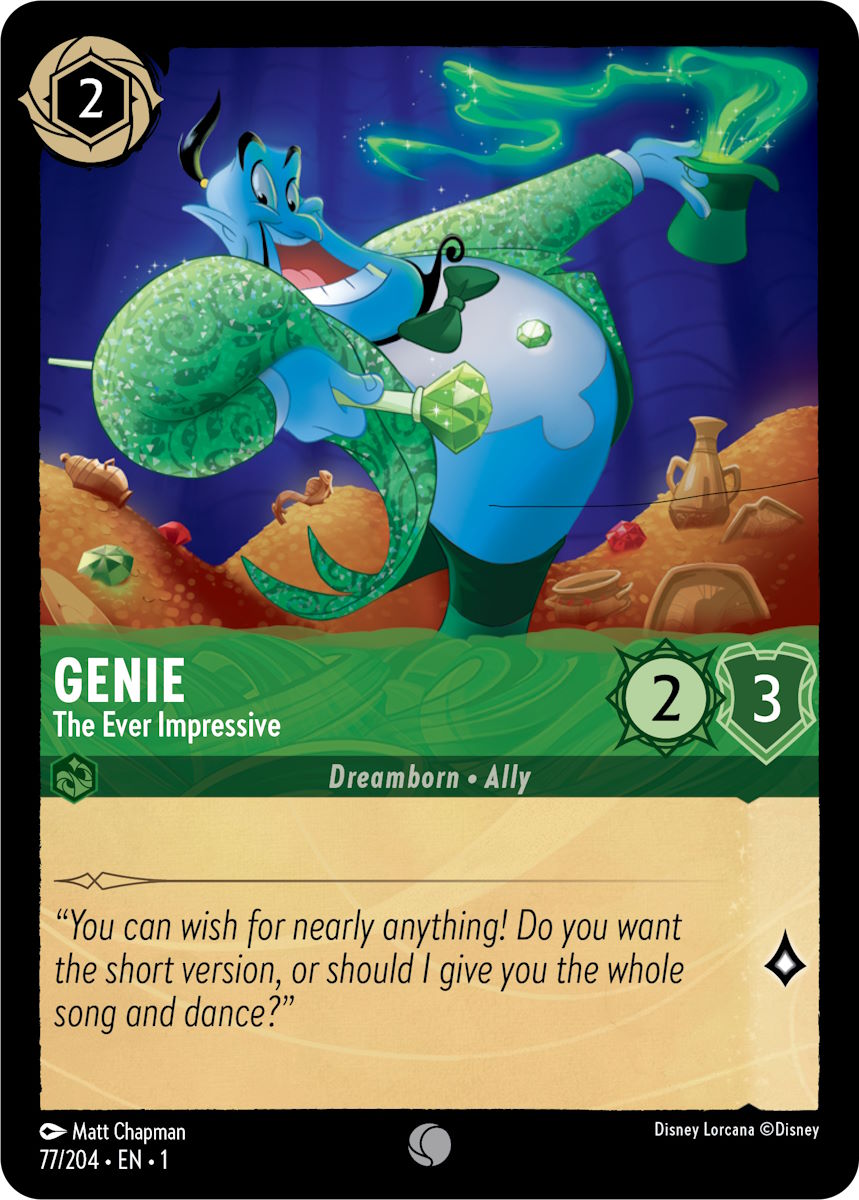 2
GENIE
The Ever Impressive
2
3
Dreamborn • Ally
“You can wish for nearly anything! Do you want
the short version, or should I give you the whole
song and dance?”
Matt Chapman
Disney Lorcana ©Disney
77/204 • EN • 1